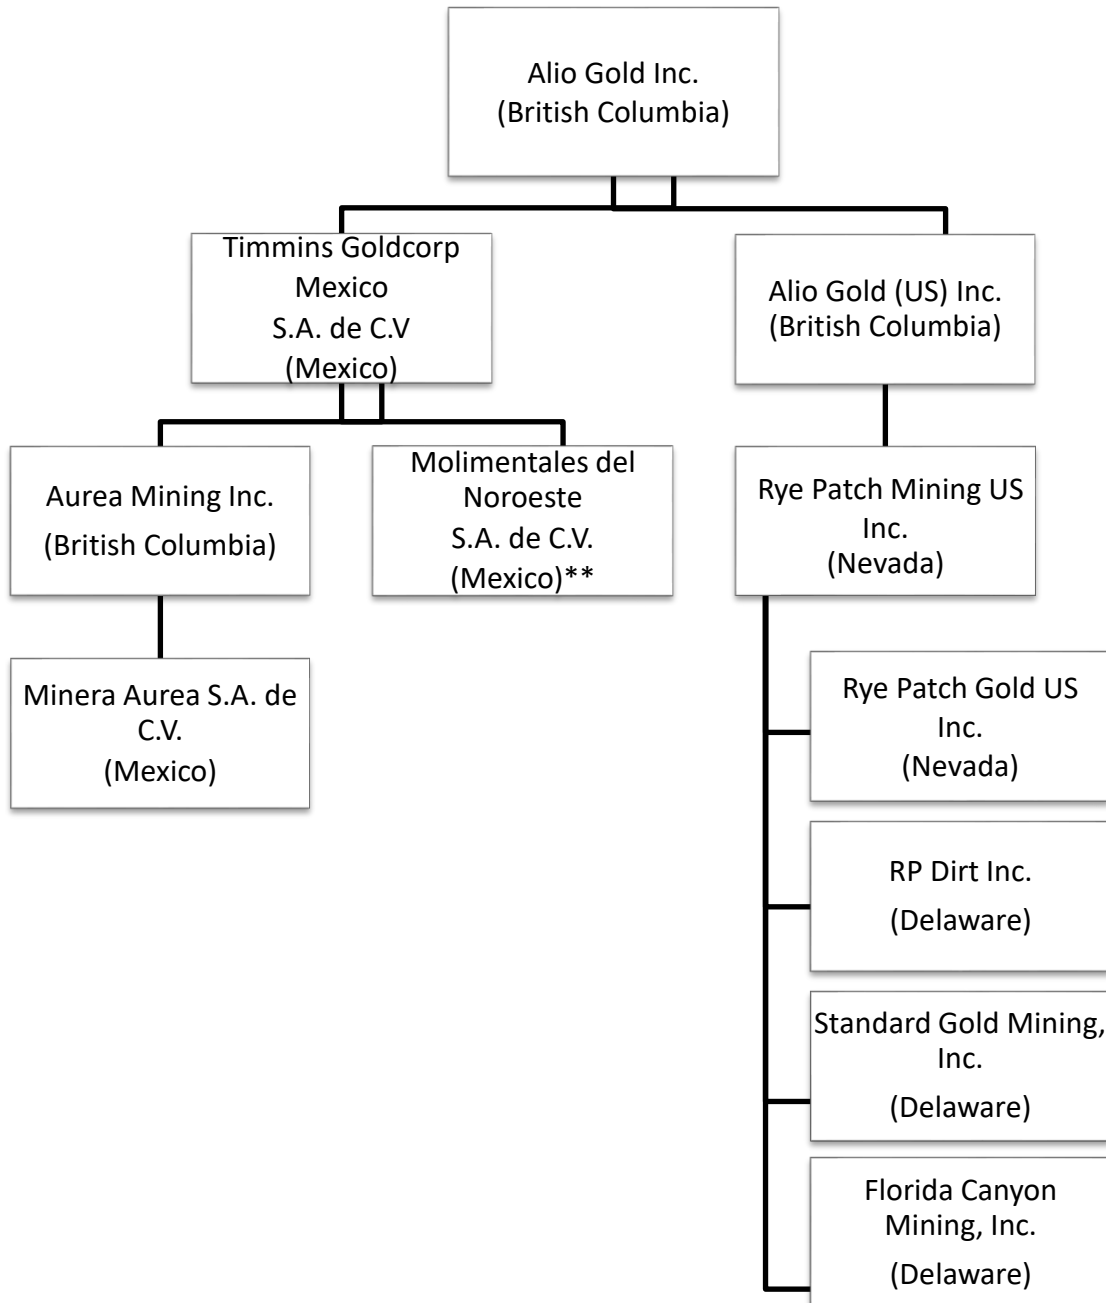 Alio Gold Inc.
(British Columbia)
Timmins Goldcorp
Mexico
S.A. de C.V
(Mexico)
Alio Gold (US) Inc.
(British Columbia)
Aurea Mining Inc.
(British Columbia)
Molimentales del
Noroeste
S.A. de C.V.
(Mexico)**
Rye Patch Mining US
Inc.
(Nevada)
Minera Aurea S.A. de
C.V.
(Mexico)
Rye Patch Gold US
Inc.
(Nevada)
RP Dirt Inc.
(Delaware)
Standard Gold Mining,
Inc.
(Delaware)
Florida Canyon
Mining, Inc.
(Delaware)